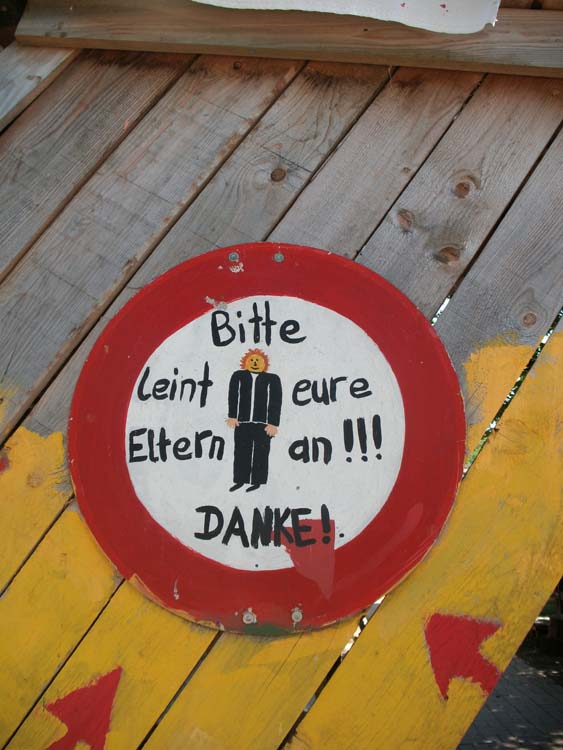 Bitte
leint eure
Eltern an!!!
DANKE!